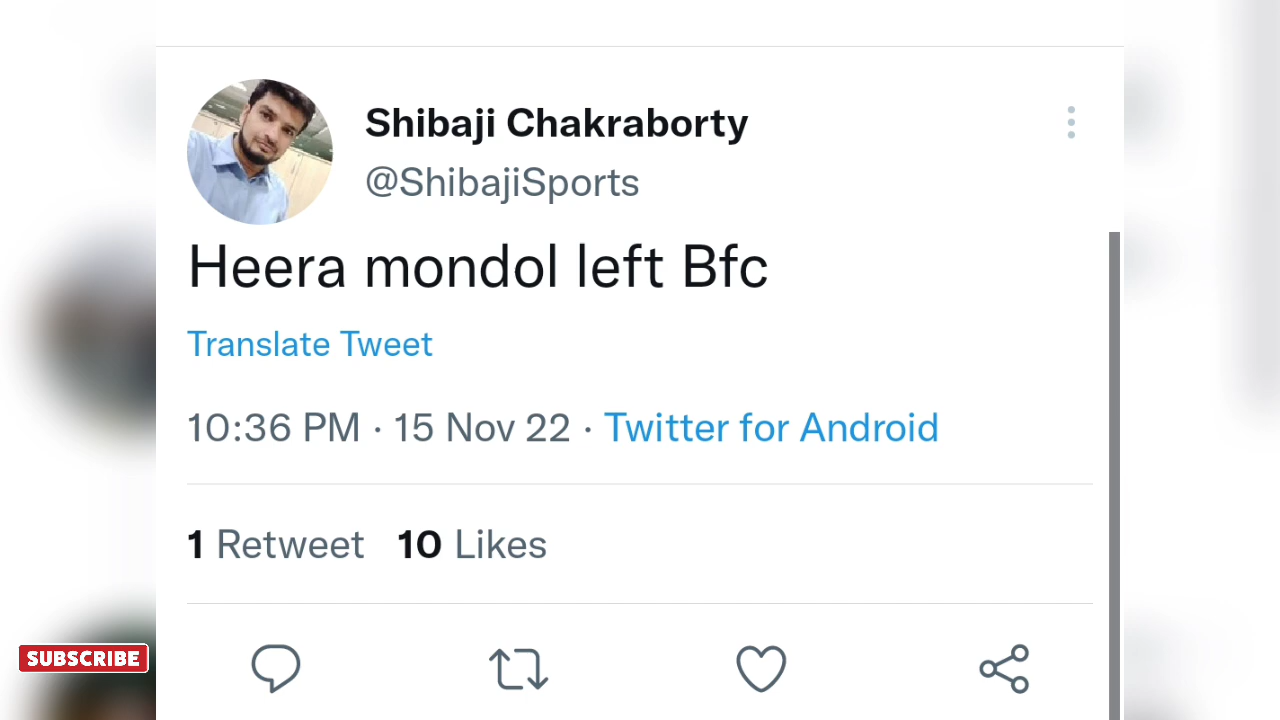 Shibaji Chakraborty
@ShibajiSports
Heera mondol left Bfc
Translate Tweet
10:36 PM · 15 Nov 22 · Twitter for Android
1 Retweet 10 Likes
SUBSCRIBE